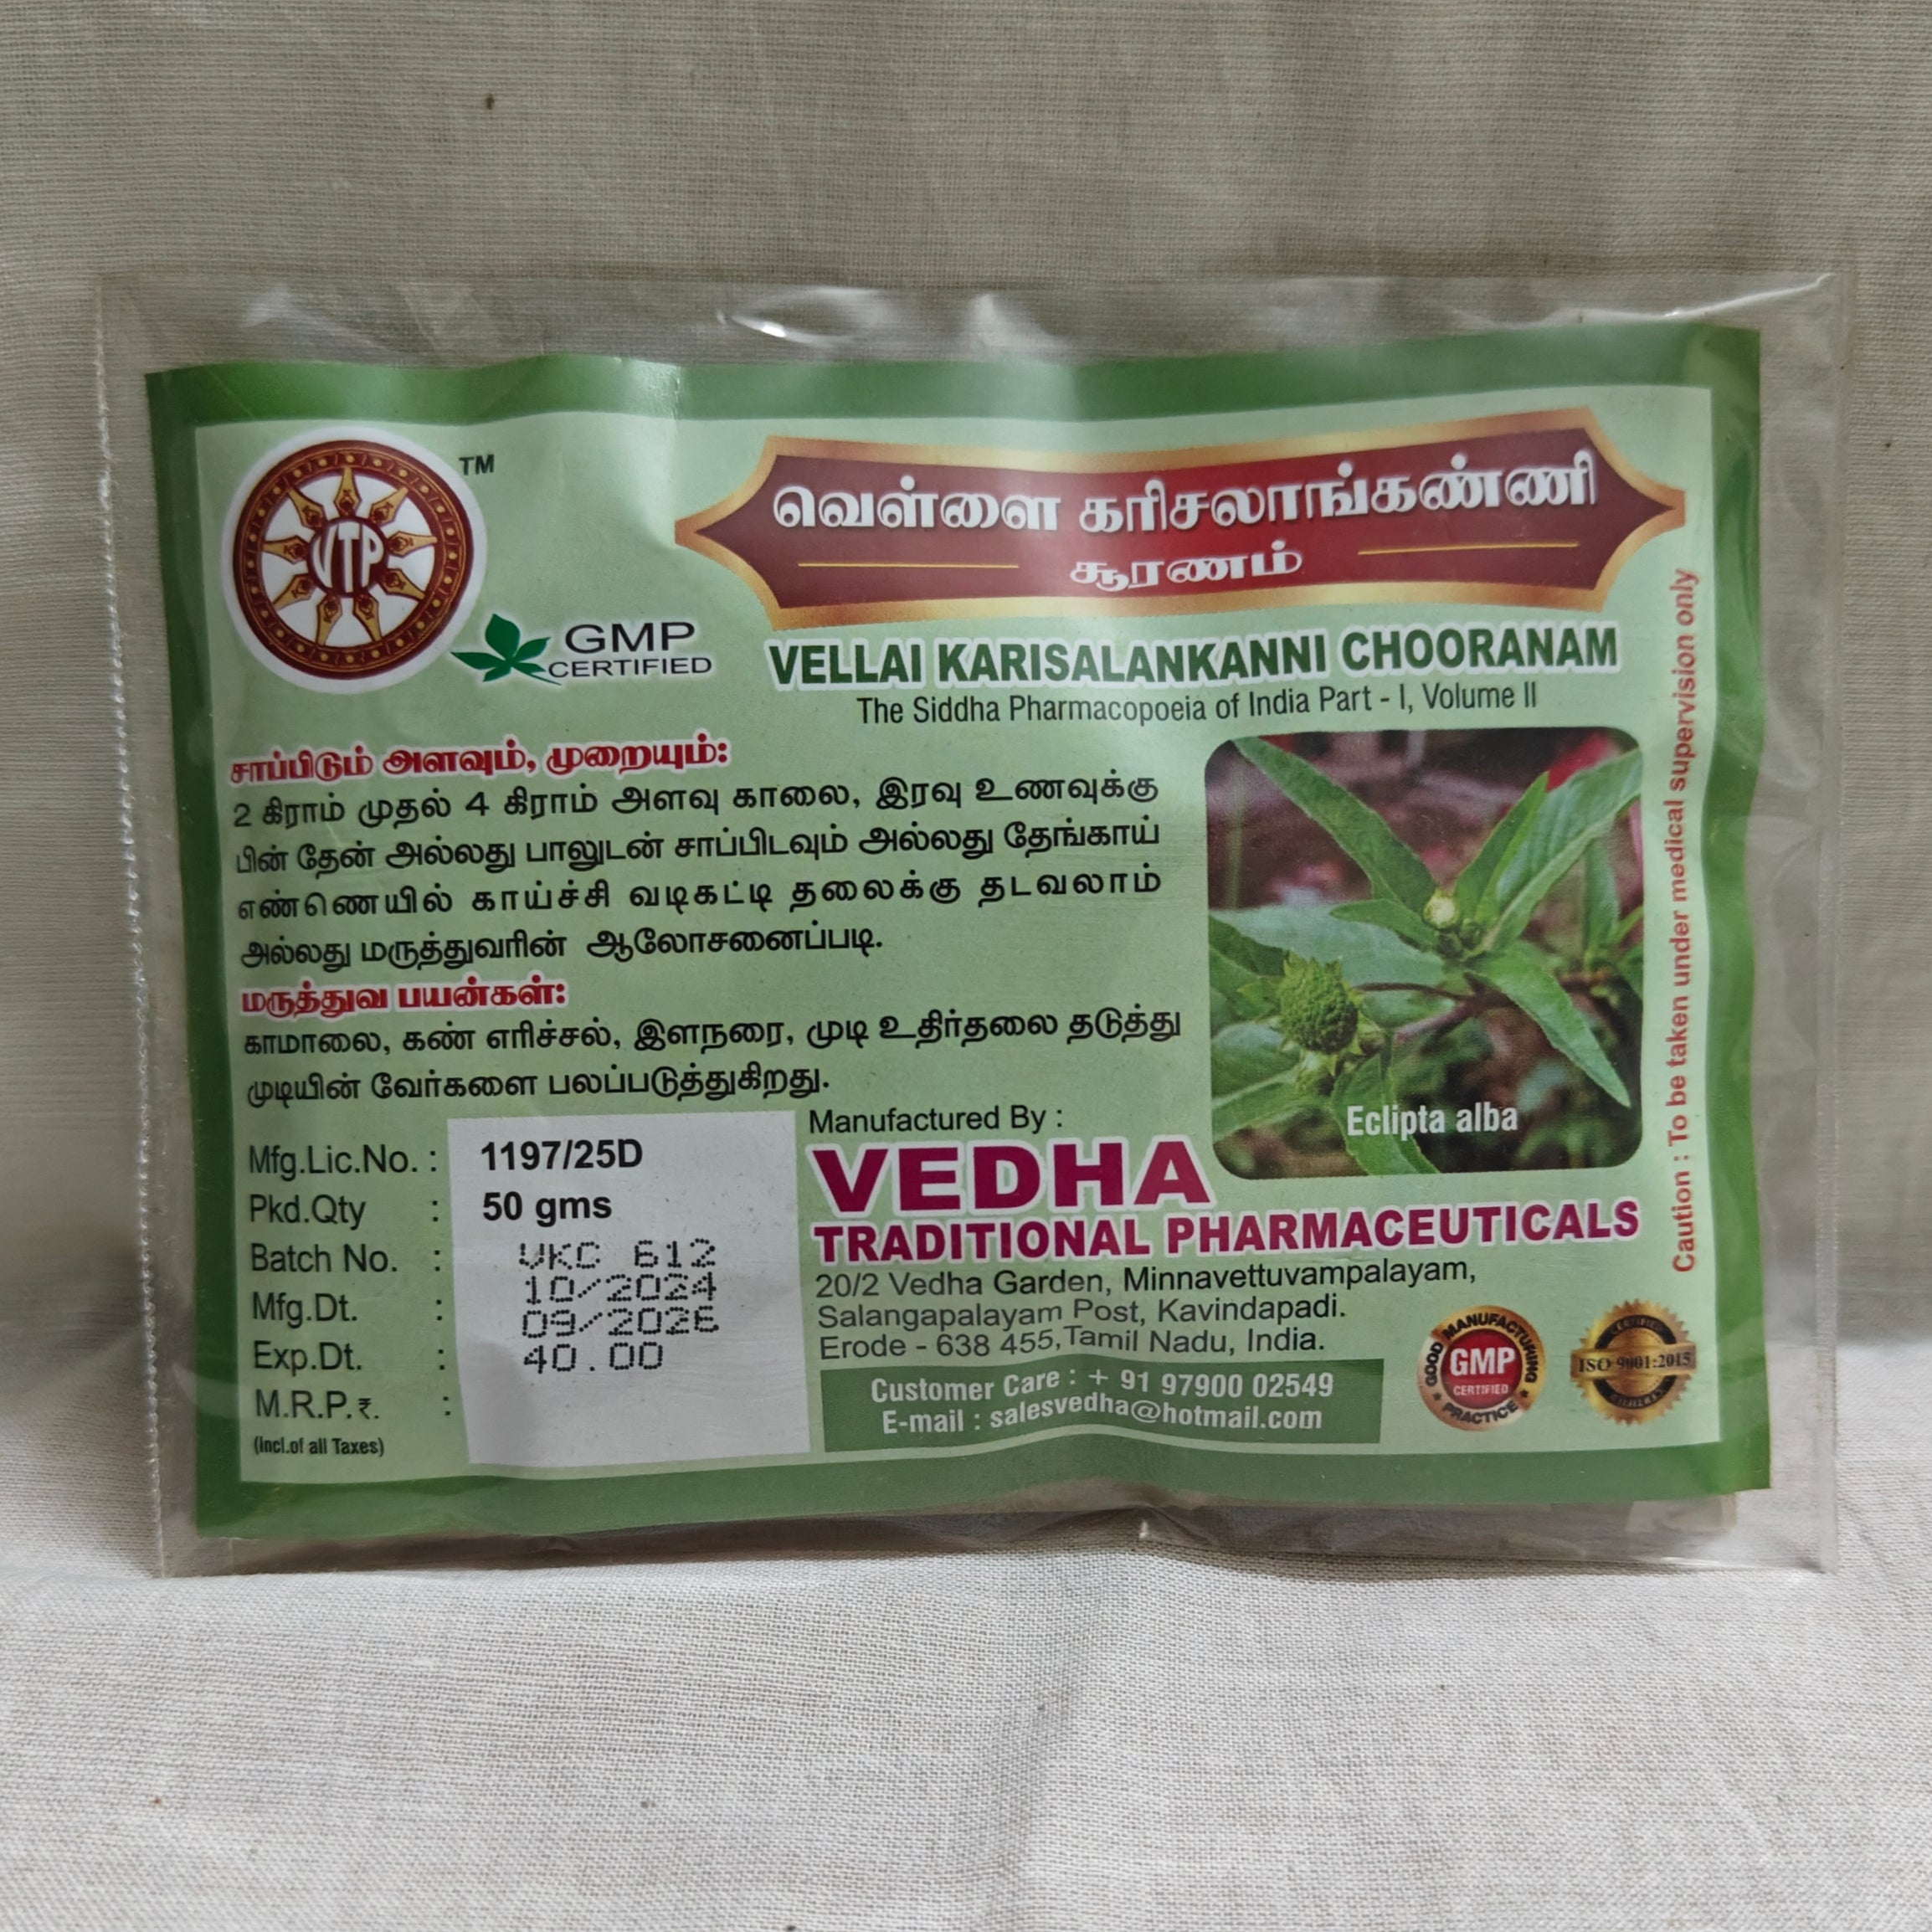 VTP
TM
GMP
CERTIFIED
வெள்ளை கரிசலாங்கண்ணி
சூரணம்
VELLAI KARISALANKANNI CHOORANAM
The Siddha Pharmacopoeia of India Part - I, Volume II
சாப்பிடும் அளவும், முறையும்:
2 கிராம் முதல் 4 கிராம் அளவு காலை, இரவு உணவுக்கு
பின் தேன் அல்லது பாலுடன் சாப்பிடவும் அல்லது தேங்காய்
எண்ணெயில் காய்ச்சி வடிகட்டி தலைக்கு தடவலாம்
அல்லது மருத்துவரின் ஆலோசனைப்படி.
மருத்துவ பயன்கள்:
காமாலை, கண் எரிச்சல், இளநரை, முடி உதிர்தலை தடுத்து
முடியின் வேர்களை பலப்படுத்துகிறது.
Eclipta alba
Caution : To be taken under medical supervision only
Mfg.Lic.No. : 1197/25D
Pkd.Qty : 50 gms
Batch No. : VKC 612
Mfg.Dt. : 10/2024
Exp.Dt. : 09/2026
M.R.P.₹. : 40.00
(Incl.of all Taxes)
Manufactured By :
VEDHA
TRADITIONAL PHARMACEUTICALS
20/2 Vedha Garden, Minnavettuvampalayam,
Salangapalayam Post, Kavindapadi.
Erode - 638 455, Tamil Nadu, India.
Customer Care : + 91 97900 02549
E-mail : salesvedha@hotmail.com
GOOD MANUFACTURING PRACTICE
GMP
CERTIFIED
ISO 9001:2015